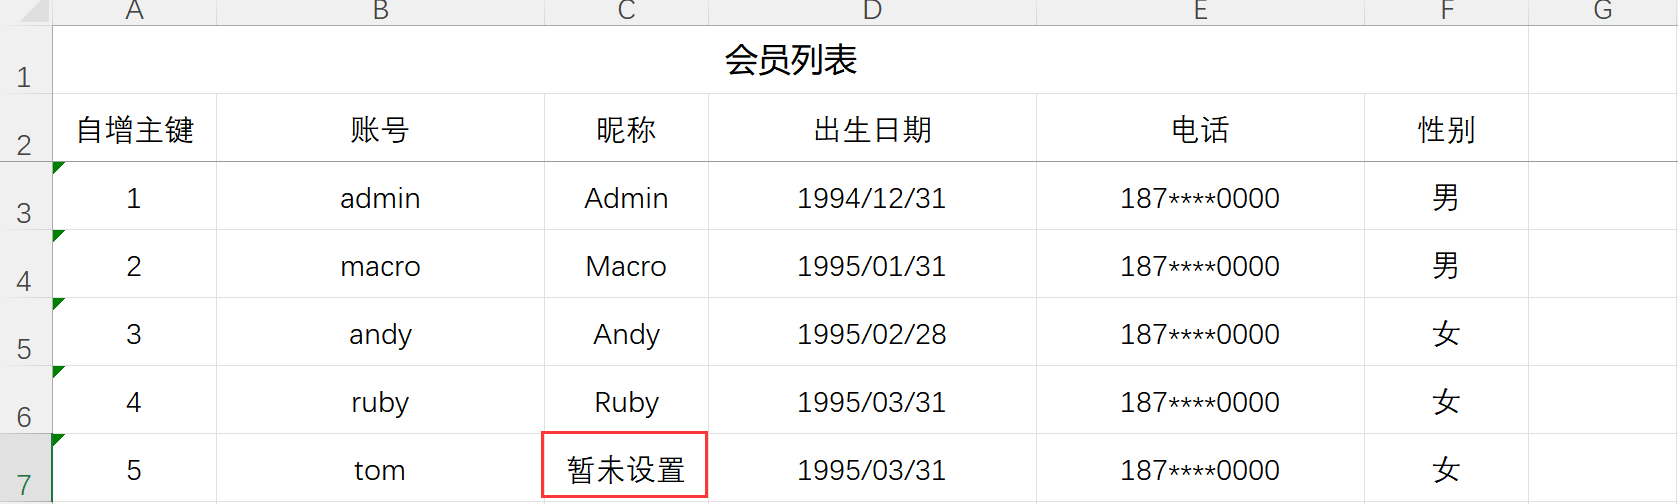 A B C D E F G
1 会员列表
2 自增主键 账号 昵称 出生日期 电话 性别
3 1 admin Admin 1994/12/31 187****0000 男
4 2 macro Macro 1995/01/31 187****0000 男
5 3 andy Andy 1995/02/28 187****0000 女
6 4 ruby Ruby 1995/03/31 187****0000 女
7 5 tom 暂未设置 1995/03/31 187****0000 女